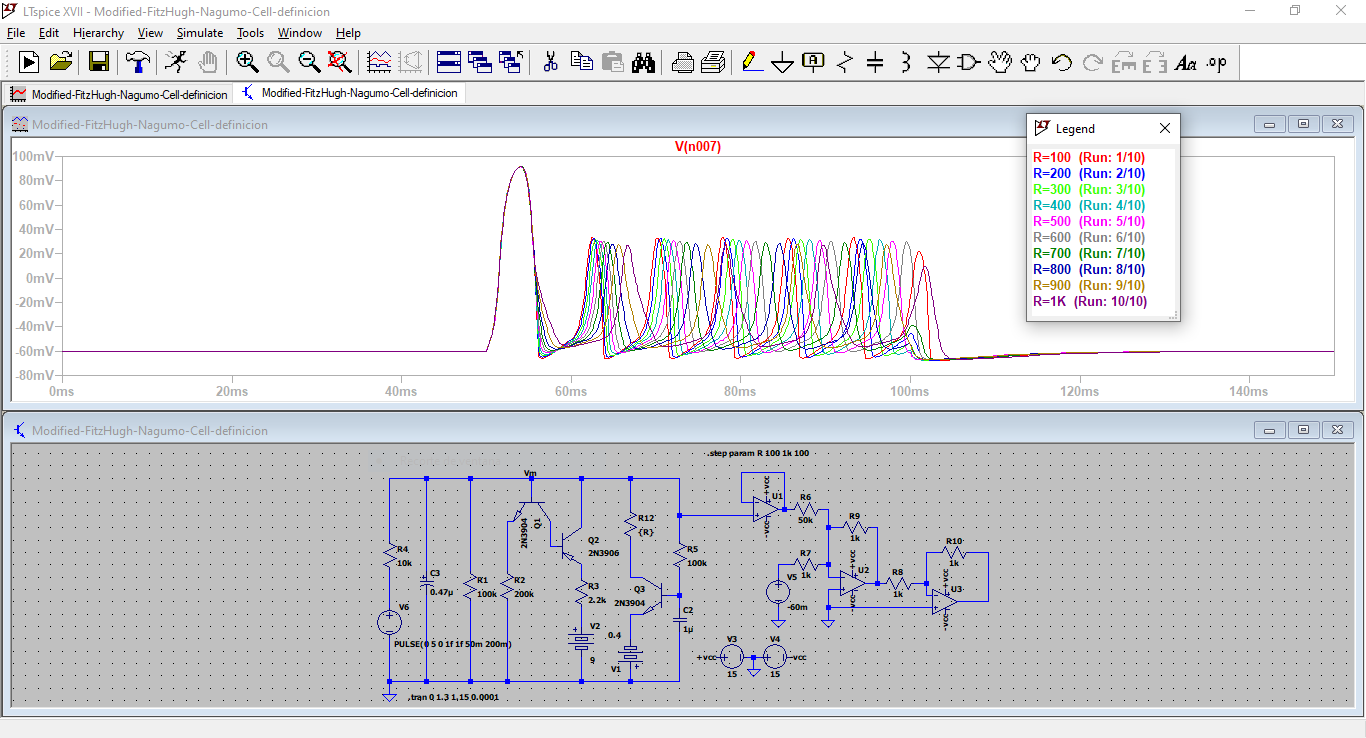 LTspice XVII - Modified-FitzHugh-Nagumo-Cell-definicion
File Edit Hierarchy View Simulate Tools Window Help
A Aa .op
Modified-FitzHugh-Nagumo-Cell-definicion Modified-FitzHugh-Nagumo-Cell-definicion
Modified-FitzHugh-Nagumo-Cell-definicion
V(n007)
100mV
80mV
60mV
40mV
20mV
0mV
-20mV
-40mV
-60mV
-80mV
0ms 20ms 40ms 60ms 80ms 100ms 120ms 140ms
Legend
R=100 (Run: 1/10)
R=200 (Run: 2/10)
R=300 (Run: 3/10)
R=400 (Run: 4/10)
R=500 (Run: 5/10)
R=600 (Run: 6/10)
R=700 (Run: 7/10)
R=800 (Run: 8/10)
R=900 (Run: 9/10)
R=1K (Run: 10/10)
Modified-FitzHugh-Nagumo-Cell-definicion
.step param R 100 1k 100
Vm
R4
10k
V6
PULSE(0 5 0 1f 1f 50m 200m)
C3
0.47µ
R1
100k
R2
200k
Q1
2N3904
Q2
2N3906
R3
2.2k
V2
9
R12
{R}
Q3
2N3904
0.4
V1
R5
100k
C2
1µ
+vcc
U1
-vcc
R6
50k
R7
1k
V5
-60m
R9
1k
+vcc
U2
-vcc
R8
1k
R10
1k
+vcc
U3
-vcc
V3
+vcc
15
V4
-vcc
15
.tran 0 1.3 1.15 0.0001